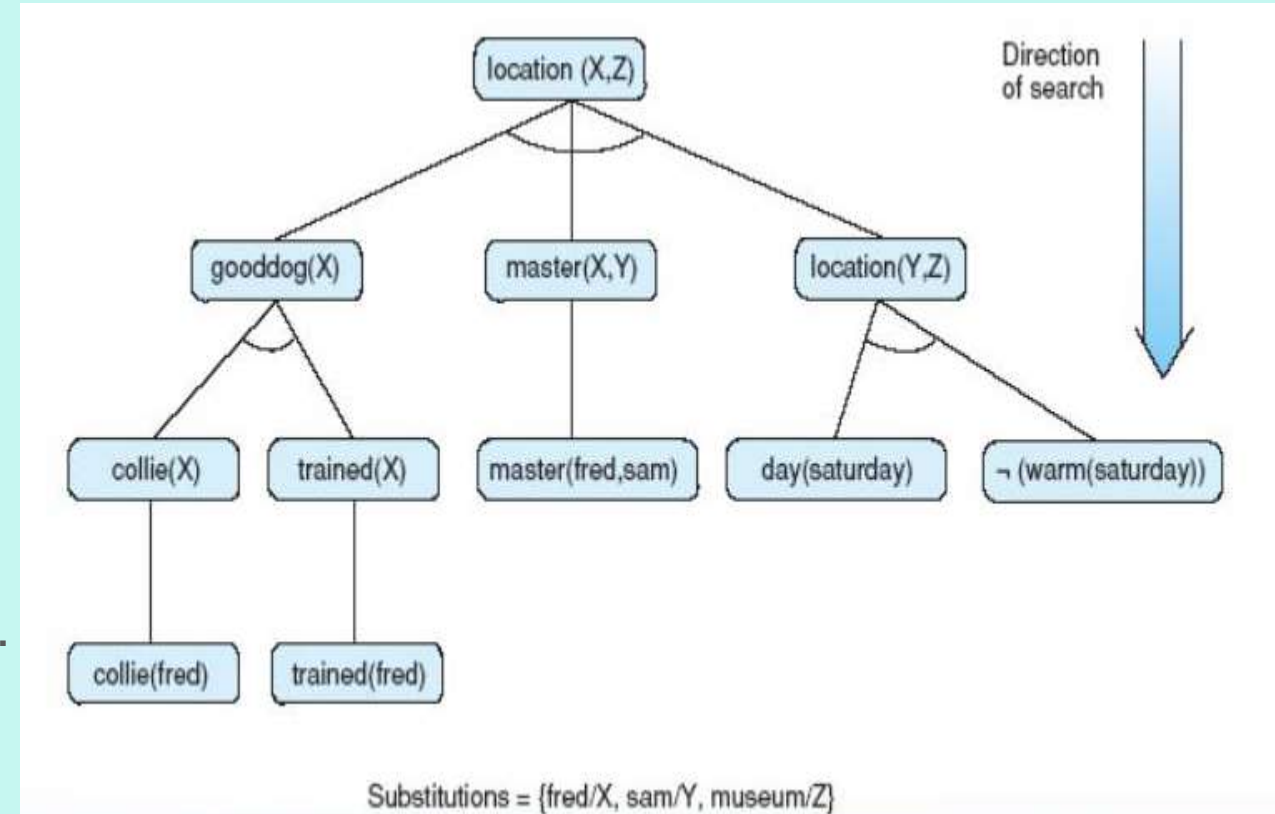 location (X,Z)
Direction
of search
gooddog(X)
master(X,Y)
location(Y,Z)
collie(X)
trained(X)
master(fred,sam)
day(saturday)
¬ (warm(saturday))
collie(fred)
trained(fred)
Substitutions = {fred/X, sam/Y, museum/Z}